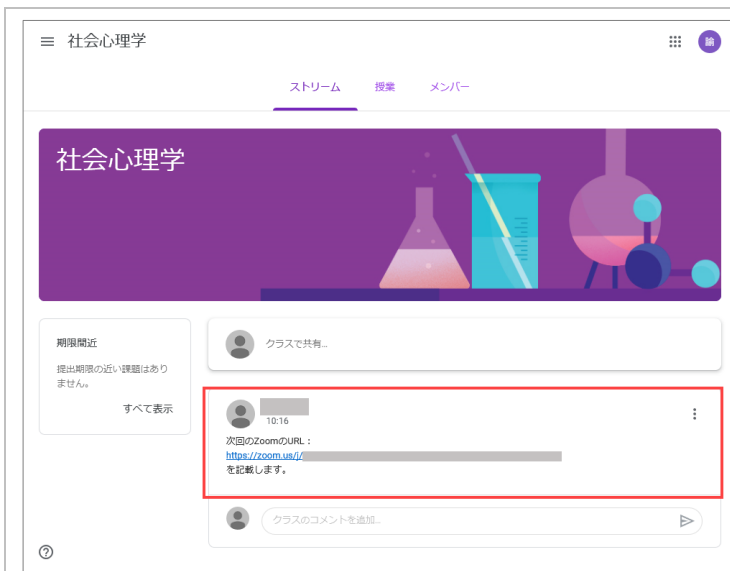 社会心理学
諭
ストリーム 授業 メンバー
社会心理学
期限間近
提出期限の近い課題はあり
ません。
すべて表示
クラスで共有...
10:16
次回のZoomのURL：
https://zoom.us/j/
を記載します。
クラスのコメントを追加...